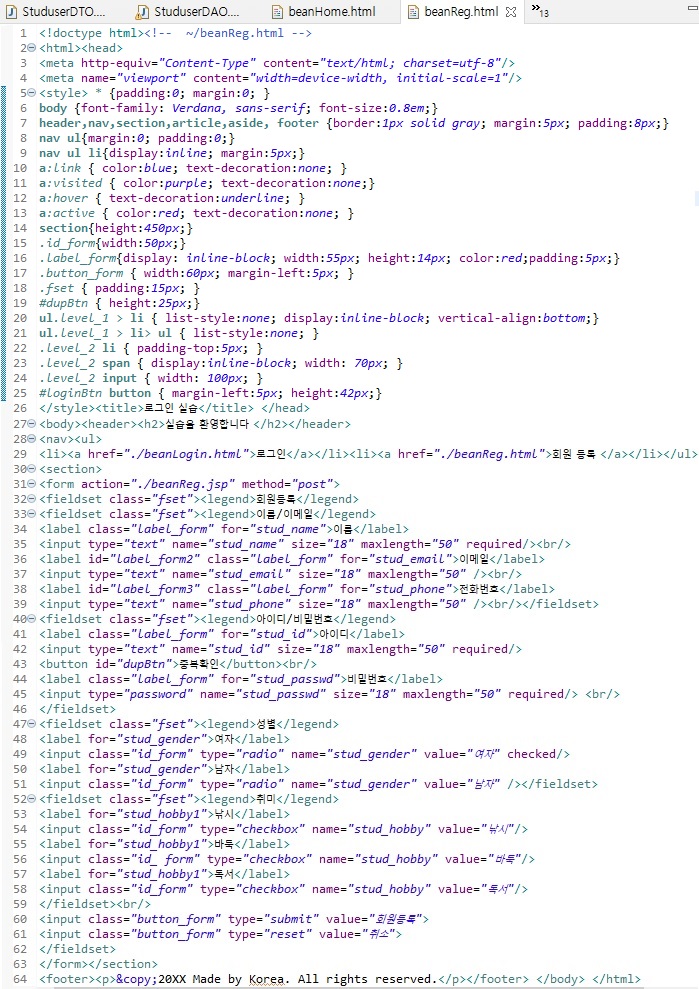 StuduserDTO.... StuduserDAO.... beanHome.html beanReg.html »13
1 <!doctype html><!-- ~/beanReg.html -->
2 <html><head>
3 <meta http-equiv="Content-Type" content="text/html; charset=utf-8"/>
4 <meta name="viewport" content="width=device-width, initial-scale=1"/>
5 <style> * {padding:0; margin:0; }
6 body {font-family: Verdana, sans-serif; font-size:0.8em;}
7 header,nav,section,article,aside, footer {border:1px solid gray; margin:5px; padding:8px;}
8 nav ul{margin:0; padding:0;}
9 nav ul li{display:inline; margin:5px;}
10 a:link { color:blue; text-decoration:none; }
11 a:visited { color:purple; text-decoration:none;}
12 a:hover { text-decoration:underline; }
13 a:active { color:red; text-decoration:none; }
14 section{height:450px;}
15 .id_form{width:50px;}
16 .label_form{display: inline-block; width:55px; height:14px; color:red;padding:5px;}
17 .button_form { width:60px; margin-left:5px; }
18 .fset { padding:15px; }
19 #dupBtn { height:25px;}
20 ul.level_1 > li { list-style:none; display:inline-block; vertical-align:bottom;}
21 ul.level_1 > li> ul { list-style:none; }
22 .level_2 li { padding-top:5px; }
23 .level_2 span { display:inline-block; width: 70px; }
24 .level_2 input { width: 100px; }
25 #loginBtn button { margin-left:5px; height:42px;}
26 </style><title>로그인 실습</title> </head>
27 <body><header><h2>실습을 환영합니다 </h2></header>
28 <nav><ul>
29 <li><a href="./beanLogin.html">로그인</a></li><li><a href="./beanReg.html">회원 등록 </a></li></ul>
30 <section>
31 <form action="./beanReg.jsp" method="post">
32 <fieldset class="fset"><legend>회원등록</legend>
33 <fieldset class="fset"><legend>이름/이메일</legend>
34 <label class="label_form" for="stud_name">이름</label>
35 <input type="text" name="stud_name" size="18" maxlength="50" required/><br/>
36 <label id="label_form2" class="label_form" for="stud_email">이메일</label>
37 <input type="text" name="stud_email" size="18" maxlength="50" /><br/>
38 <label id="label_form3" class="label_form" for="stud_phone">전화번호</label>
39 <input type="text" name="stud_phone" size="18" maxlength="50" /><br/></fieldset>
40 <fieldset class="fset"><legend>아이디/비밀번호</legend>
41 <label class="label_form" for="stud_id">아이디</label>
42 <input type="text" name="stud_id" size="18" maxlength="50" required/>
43 <button id="dupBtn">중복확인</button><br/>
44 <label class="label_form" for="stud_passwd">비밀번호</label>
45 <input type="password" name="stud_passwd" size="18" maxlength="50" required/> <br/>
46 </fieldset>
47 <fieldset class="fset"><legend>성별</legend>
48 <label for="stud_gender">여자</label>
49 <input class="id_form" type="radio" name="stud_gender" value="여자" checked/>
50 <label for="stud_gender">남자</label>
51 <input class="id_form" type="radio" name="stud_gender" value="남자" /></fieldset>
52 <fieldset class="fset"><legend>취미</legend>
53 <label for="stud_hobby1">낚시</label>
54 <input class="id_form" type="checkbox" name="stud_hobby" value="낚시"/>
55 <label for="stud_hobby1">바둑</label>
56 <input class="id_ form" type="checkbox" name="stud_hobby" value="바둑"/>
57 <label for="stud_hobby1">독서</label>
58 <input class="id_form" type="checkbox" name="stud_hobby" value="독서"/>
59 </fieldset><br/>
60 <input class="button_form" type="submit" value="회원등록">
61 <input class="button_form" type="reset" value="취소">
62 </fieldset>
63 </form></section>
64 <footer><p>&copy;20XX Made by Korea. All rights reserved.</p></footer> </body> </html>